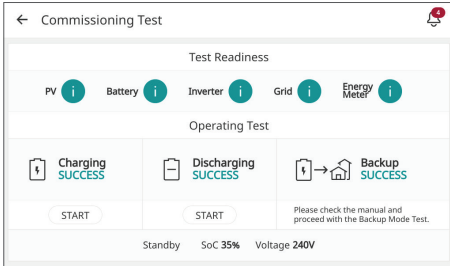 ← Commissioning Test 4
Test Readiness
PV i Battery i Inverter i Grid i Energy Meter i
Operating Test
Charging
SUCCESS
START
Discharging
SUCCESS
START
Backup
SUCCESS
Please check the manual and
proceed with the Backup Mode Test.
Standby SoC 35% Voltage 240V